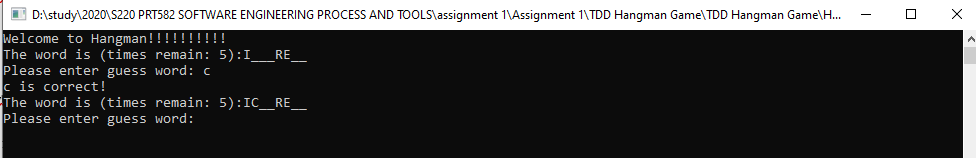 D:\study\2020\S220 PRT582 SOFTWARE ENGINEERING PROCESS AND TOOLS\assignment 1\Assignment 1\TDD Hangman Game\TDD Hangman Game\H...
Welcome to Hangman!!!!!!!!!!
The word is (times remain: 5):I___RE__
Please enter guess word: c
c is correct!
The word is (times remain: 5):IC__RE__
Please enter guess word: